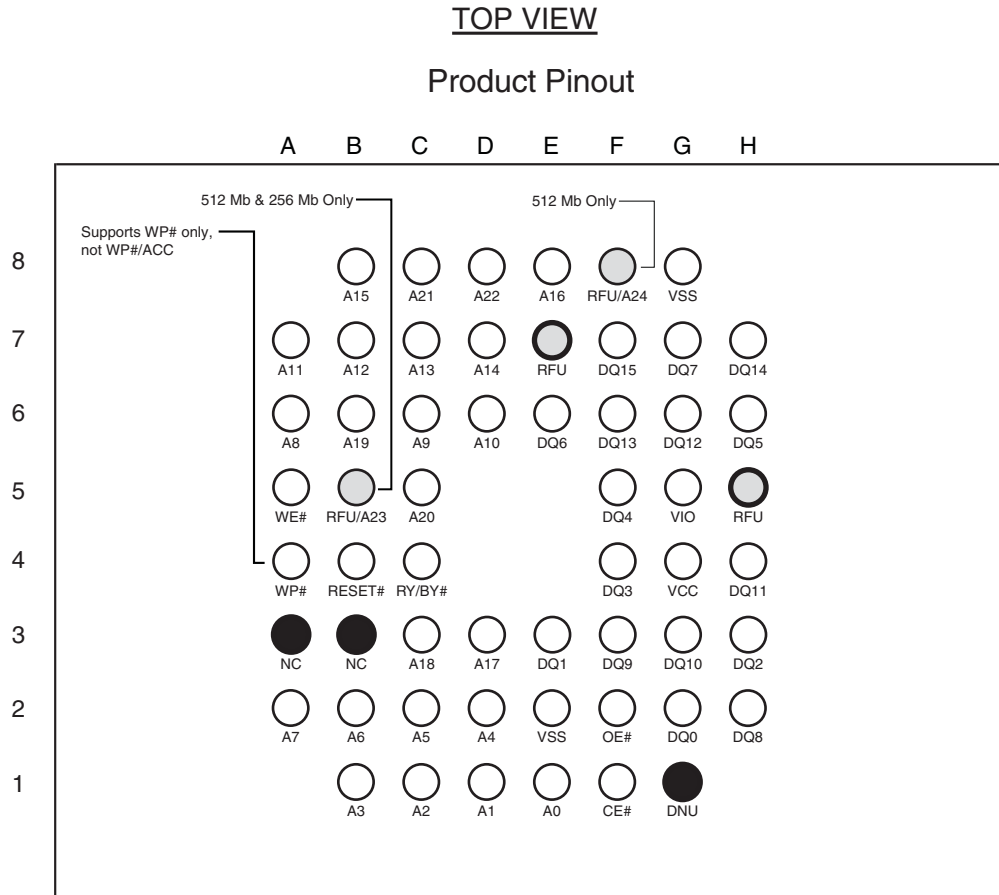 TOP VIEW
Product Pinout
A B C D E F G H
512 Mb & 256 Mb Only
512 Mb Only
Supports WP# only,
not WP#/ACC
8
A15 A21 A22 A16 RFU/A24 VSS
7
A11 A12 A13 A14 RFU DQ15 DQ7 DQ14
6
A8 A19 A9 A10 DQ6 DQ13 DQ12 DQ5
5
WE# RFU/A23 A20 DQ4 VIO RFU
4
WP# RESET# RY/BY# DQ3 VCC DQ11
3
NC NC A18 A17 DQ1 DQ9 DQ10 DQ2
2
A7 A6 A5 A4 VSS OE# DQ0 DQ8
1
A3 A2 A1 A0 CE# DNU